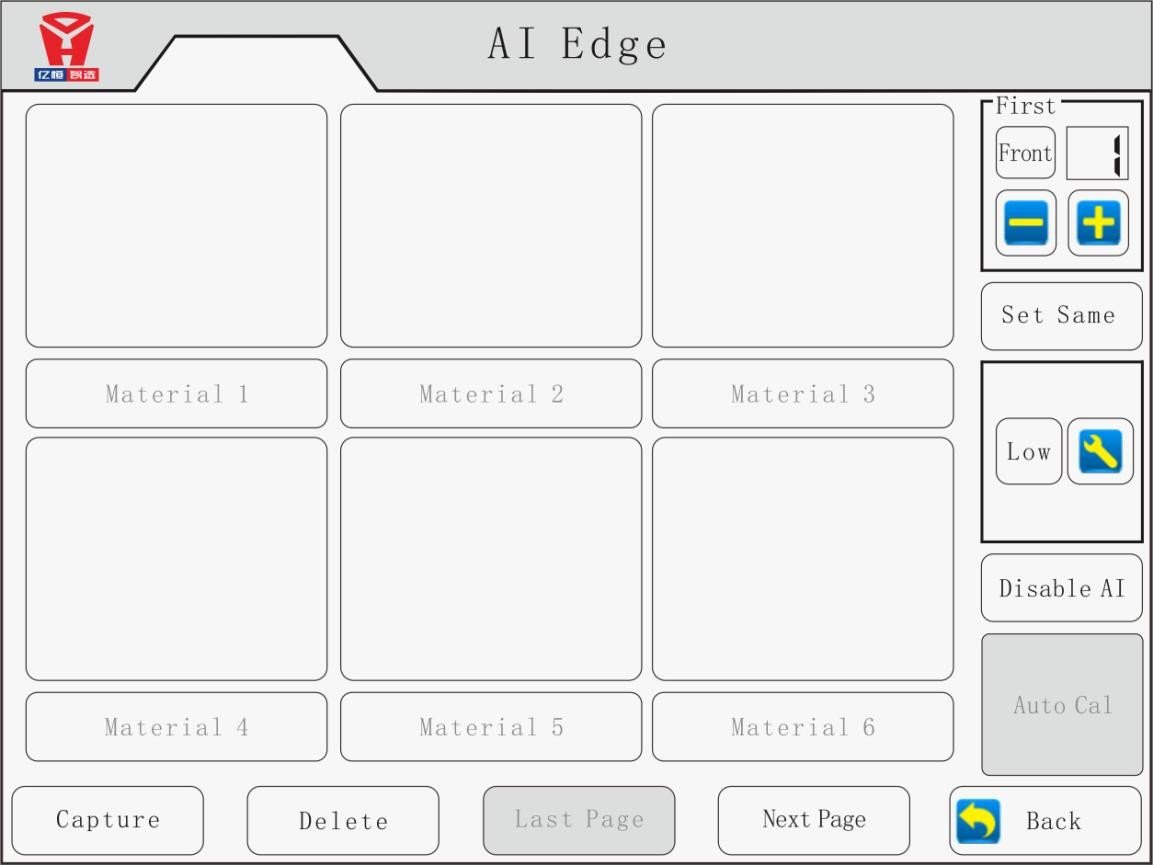 AI Edge
亿恒智选
First
Front 1
Set Same
Material 1 Material 2 Material 3
Low
Disable AI
Material 4 Material 5 Material 6
Auto Cal
Capture Delete Last Page Next Page Back